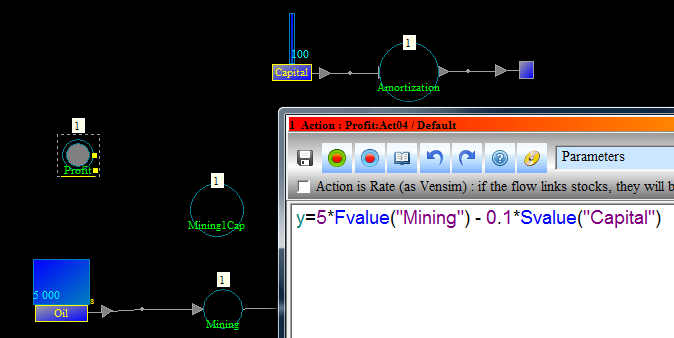 100
1
Capital
Amortization
1 Action : Profit:Act04 / Default
1
Profit
Parameters
1
Action is Rate (as Vensim) : if the flow links stocks, they will b
Mining1Cap
y=5*Fvalue("Mining") - 0.1*Svalue("Capital")
5 000
s
1
Oil
Mining